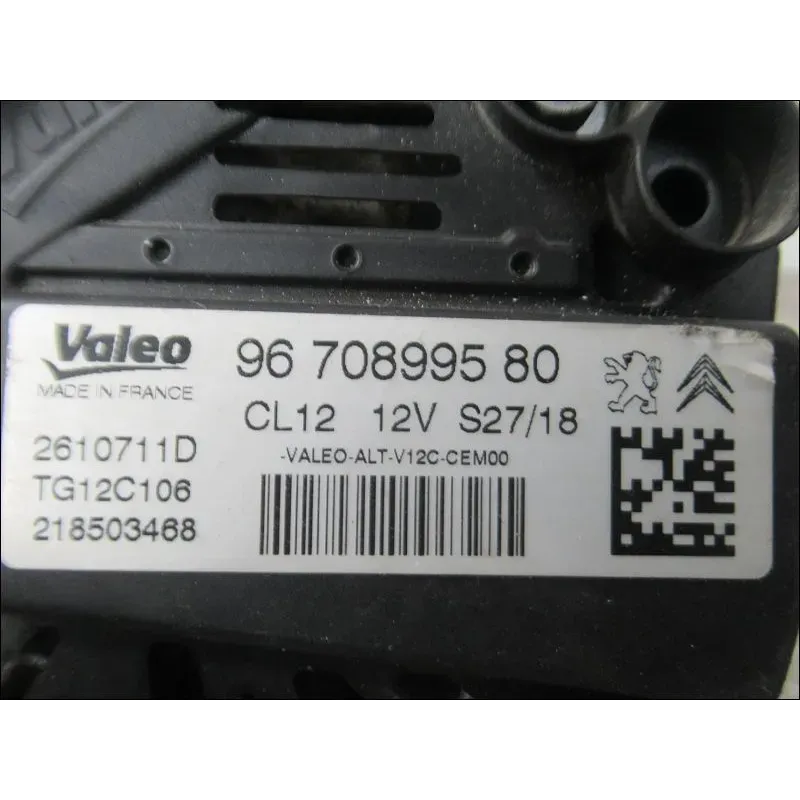 Valeo
MADE IN FRANCE
96 708995 80
CL12 12V S27/18
-VALEO-ALT-V12C-CEM00
2610711D
TG12C106
218503468